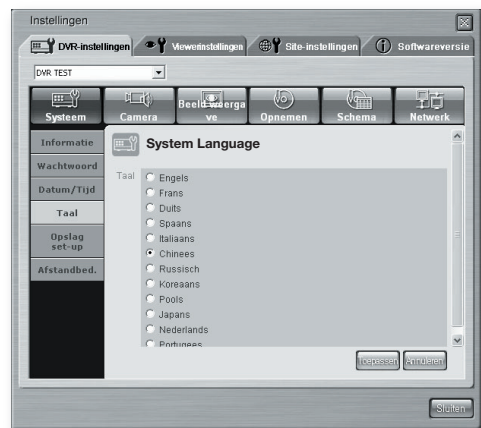 Instellingen
DVR-instellingen
Viewerinstellingen
Site-instellingen
Softwareversie
DVR TEST
Systeem
Camera
Beeldweergave
Opnemen
Schema
Netwerk
Informatie
Wachtwoord
Datum/Tijd
Taal
Opslag
set-up
Afstandbed.
System Language
Taal
Engels
Frans
Duits
Spaans
Italiaans
Chinees
Russisch
Koreaans
Pools
Japans
Nederlands
Portugees
Toepassen
Annuleren
Sluiten